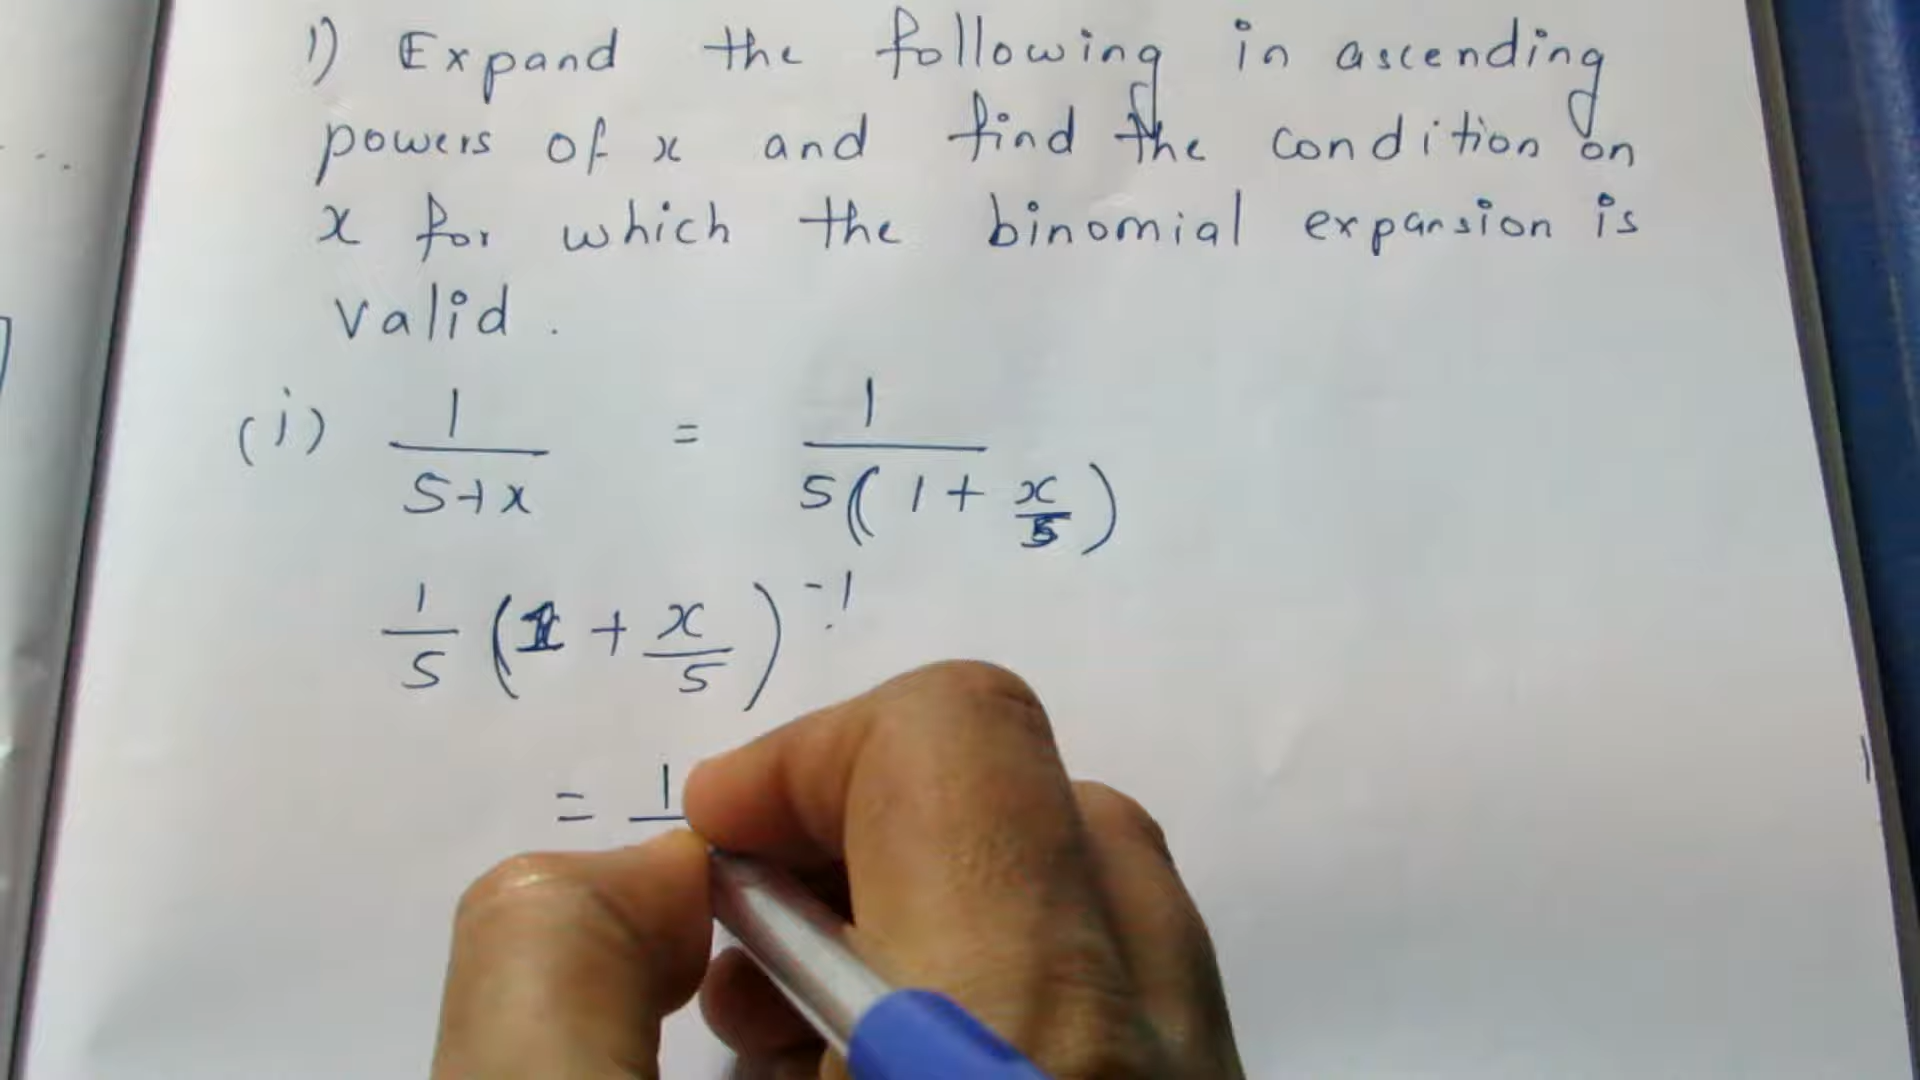 1) Expand the following in ascending
powers of x and find the condition on
x for which the binomial expansion is
valid.
(i) 1/(5+x) = 1/(5(1 + x/5))
1/5 (1 + x/5)^-1
= 1